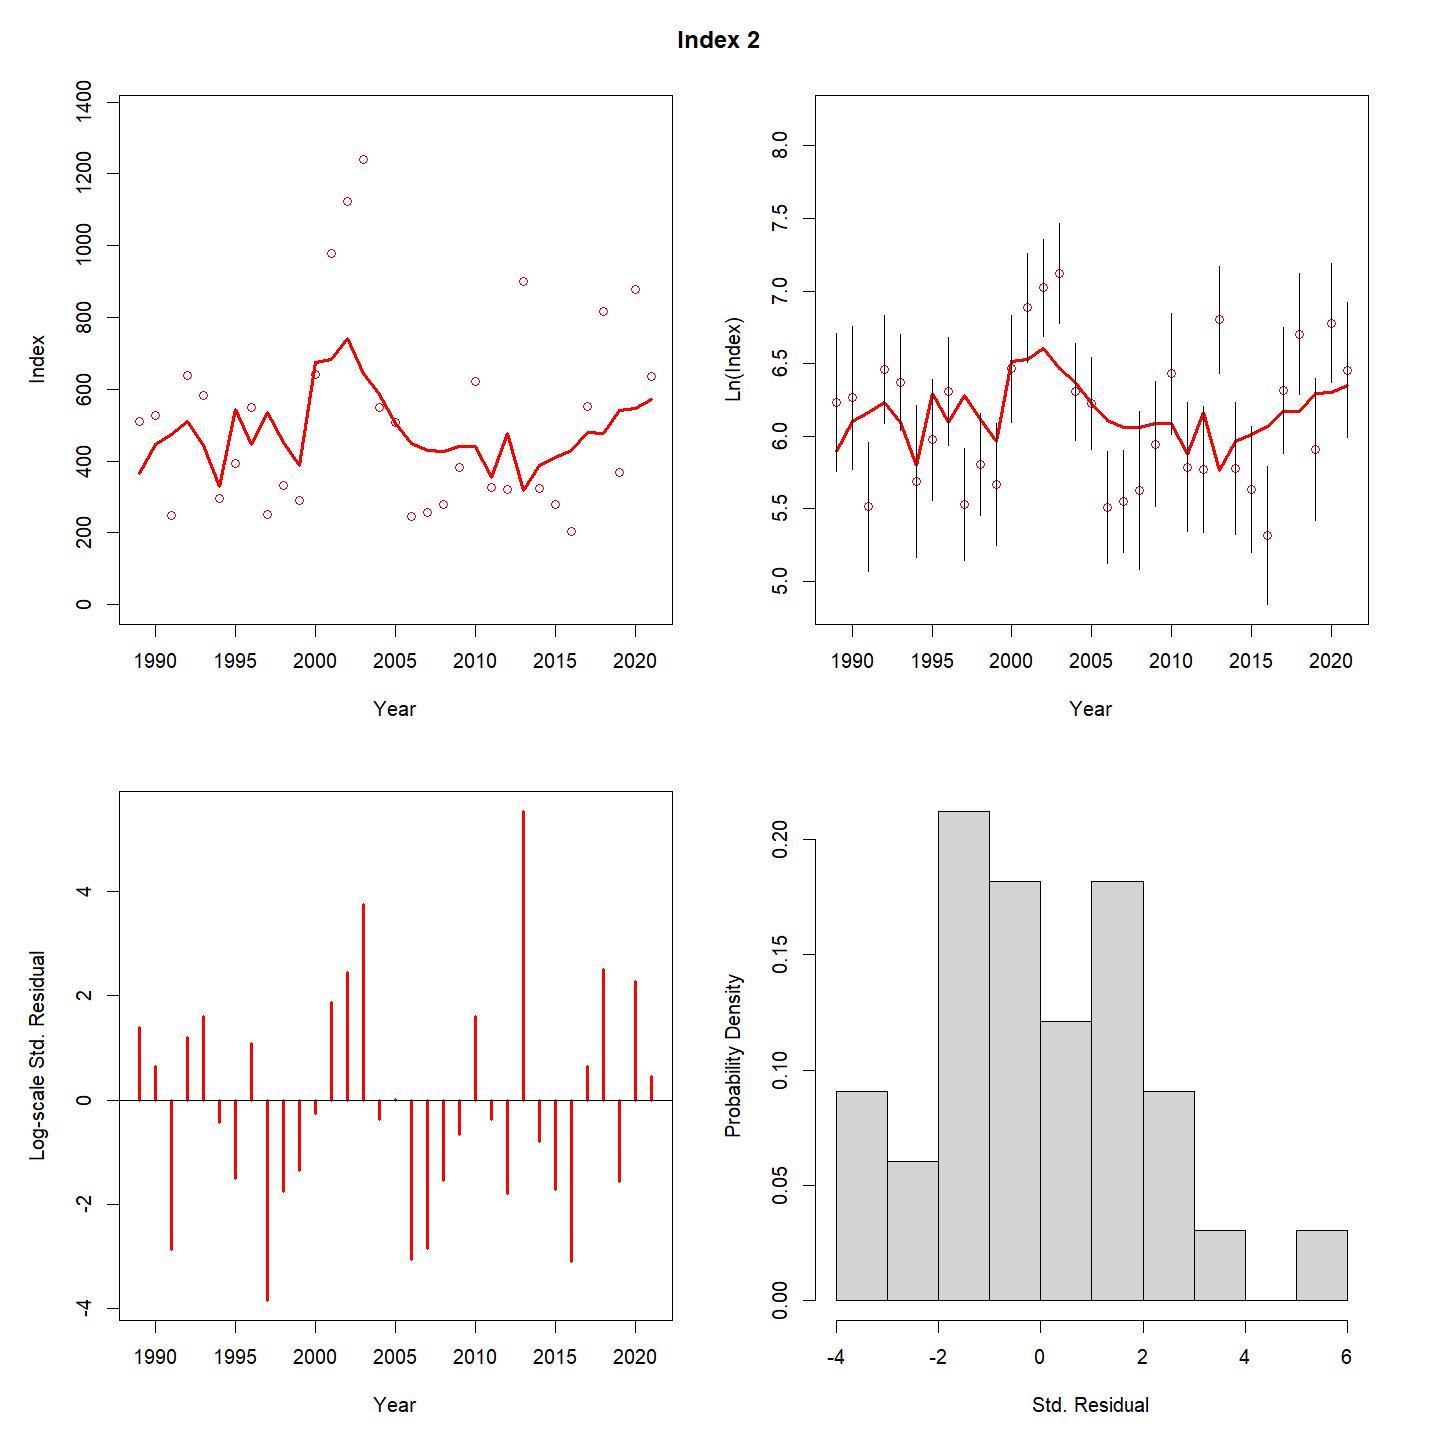 Index 2
Index
0 200 400 600 800 1000 1200 1400
1990 1995 2000 2005 2010 2015 2020
Year
Ln(Index)
5.0 5.5 6.0 6.5 7.0 7.5 8.0
1990 1995 2000 2005 2010 2015 2020
Year
Log-scale Std. Residual
-4 -2 0 2 4
1990 1995 2000 2005 2010 2015 2020
Year
Probability Density
0.00 0.05 0.10 0.15 0.20
-4 -2 0 2 4 6
Std. Residual